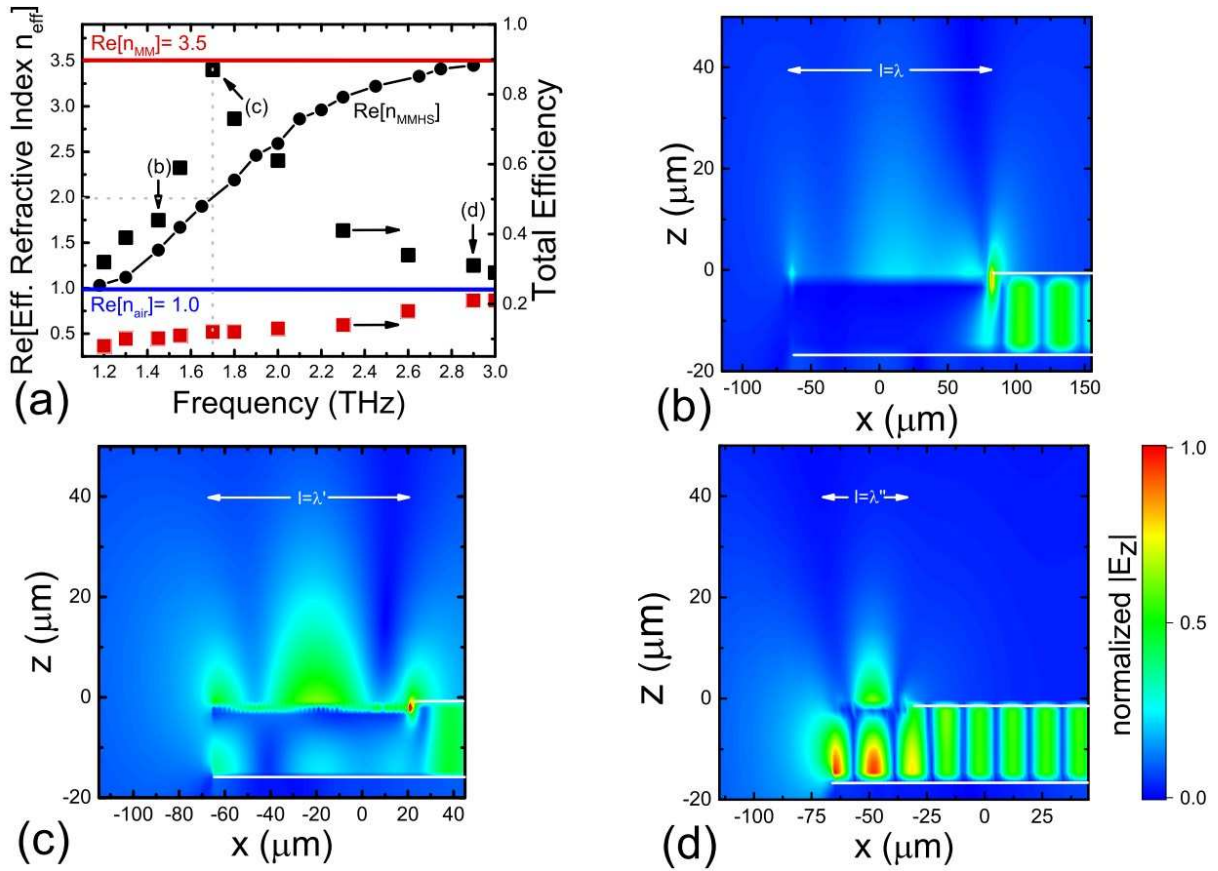 Re[Eff. Refractive Index n_eff]
3.5
3.0
2.5
2.0
1.5
1.0
0.5
Re[n_MM]= 3.5
(c)
Re[n_MMHS]
(b)
(d)
Re[n_air]= 1.0
1.0
0.8
0.6
0.4
0.2
Total Efficiency
1.2 1.4 1.6 1.8 2.0 2.2 2.4 2.6 2.8 3.0
Frequency (THz)
(a)
z (μm)
40
20
0
-20
l=λ
-100 -50 0 50 100 150
x (μm)
(b)
z (μm)
40
20
0
-20
l=λ'
-100 -80 -60 -40 -20 0 20 40
x (μm)
(c)
z (μm)
40
20
0
-20
l=λ"
-100 -75 -50 -25 0 25
x (μm)
(d)
normalized |E_z|
1.0
0.5
0.0